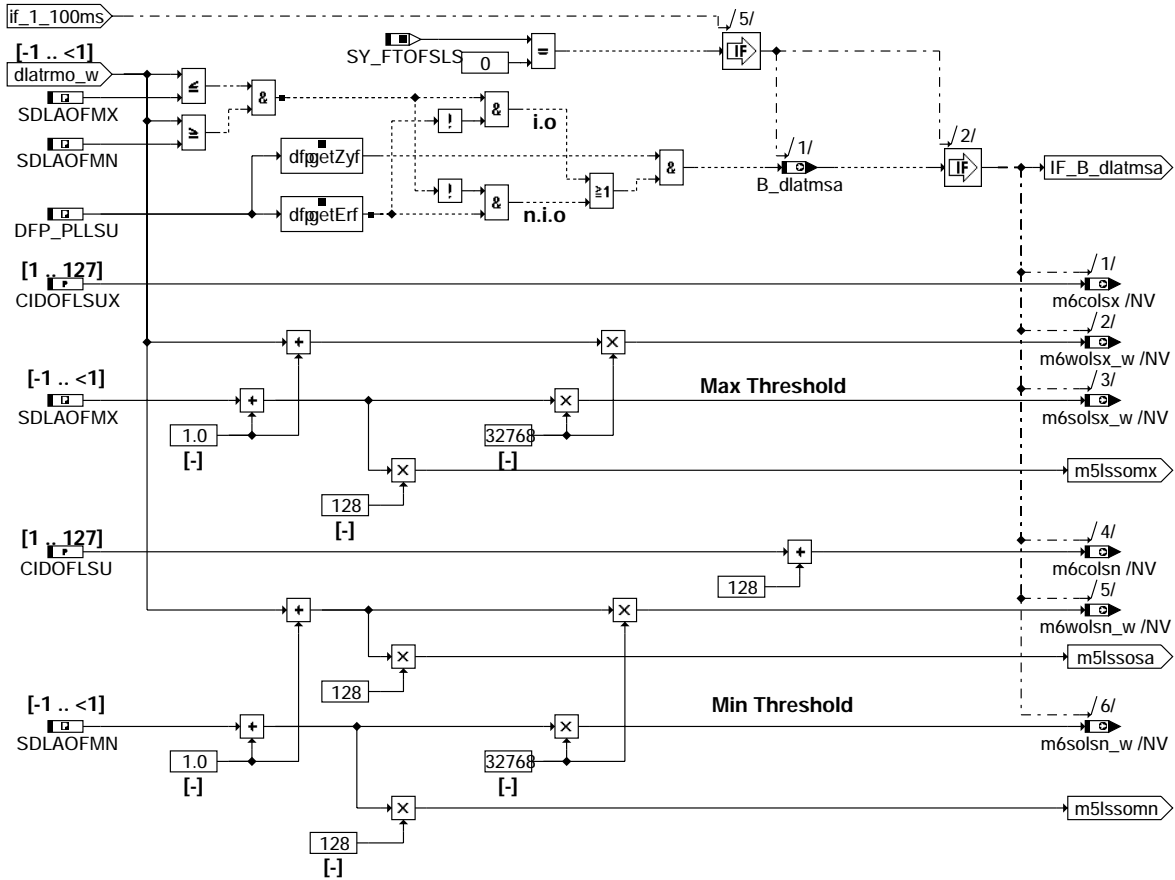 if_1_100ms
/5/
SY_FTOFSLS
0
=
IF
[-1 .. <1]
dlatrmo_w
≤
&
SDLAOFMX
≥
SDLAOFMN
!
&
i.o
/1/
B_dlatmsa
/2/
IF
IF_B_dlatmsa
dfpgetZyf
&
≥1
DFP_PLLSU
dfpgetErf
!
&
n.i.o
[1 .. 127]
P
CIDOFLSUX
/1/
m6colsx /NV
+
×
/2/
m6wolsx_w /NV
[-1 .. <1]
SDLAOFMX
+
×
Max Threshold
/3/
m6solsx_w /NV
1.0
[-]
32768
[-]
×
m5lssomx
128
[-]
[1 .. 127]
P
CIDOFLSU
+
128
/4/
m6colsn /NV
+
×
/5/
m6wolsn_w /NV
×
m5lssosa
128
[-1 .. <1]
SDLAOFMN
+
×
Min Threshold
/6/
m6solsn_w /NV
1.0
[-]
32768
[-]
×
m5lssomn
128
[-]